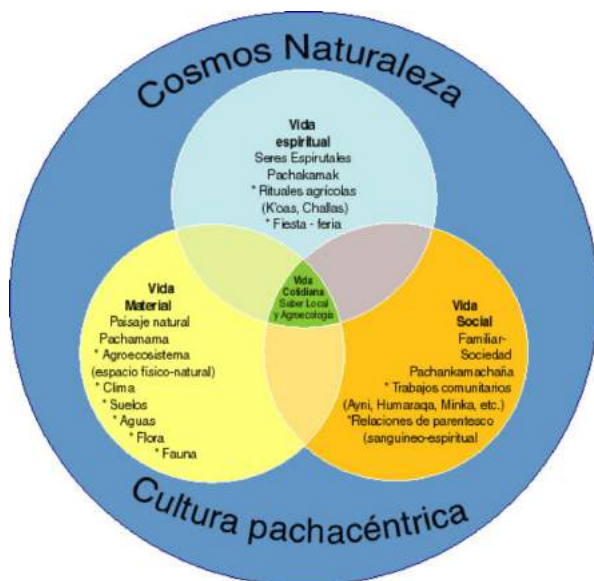 Cosmos Naturaleza
Vida
espiritual
Seres Espirutales
Pachakamak
* Rituales agrícolas
(K'oas, Challas)
* Fiesta - feria
Vida
Material
Paisaje natural
Pachamama
* Agroecosistema
(espacio físico-natural)
* Clima
* Suelos
* Aguas
* Flora
* Fauna
Vida
Cotidiana
Saber Local
y Agroecología
Vida
Social
Familiar-
Sociedad
Pachankamachaña
* Trabajos comunitarios
(Ayni, Humaraqa, Minka, etc.)
*Relaciones de parentesco
(sanguineo-espiritual
Cultura pachacéntrica